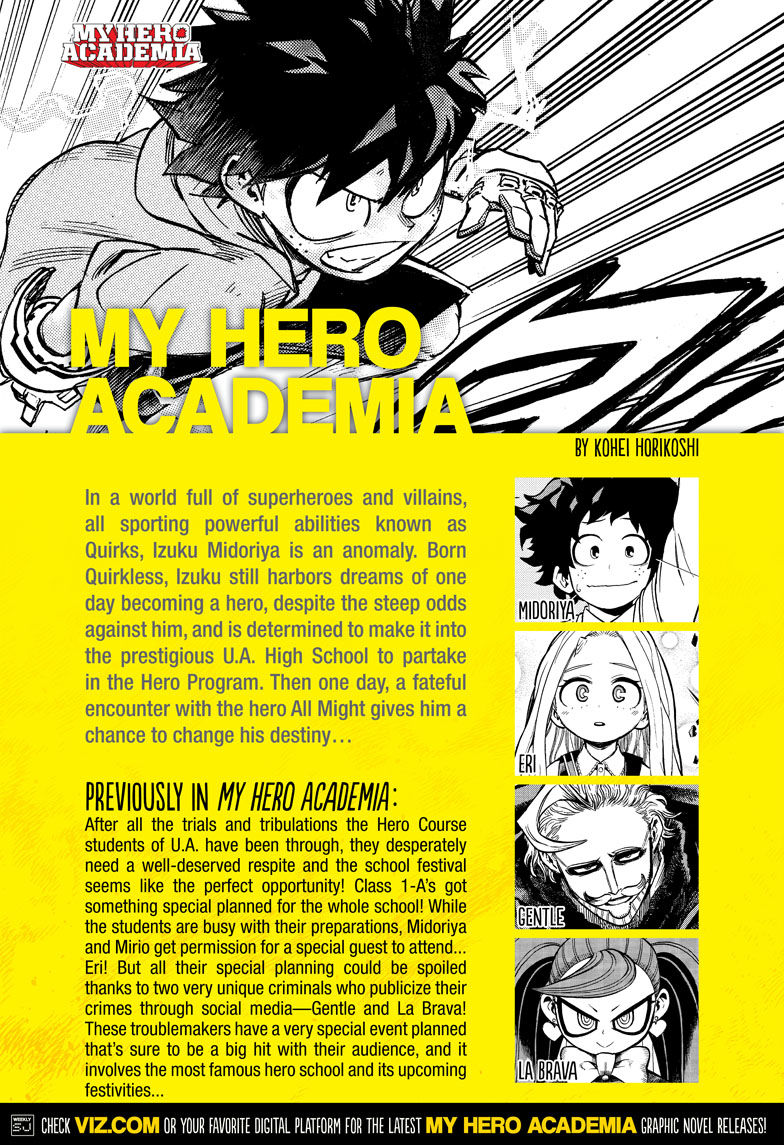 MY HERO
ACADEMIA
MY HERO
ACADEMIA
BY KOHEI HORIKOSHI
In a world full of superheroes and villains,
all sporting powerful abilities known as
Quirks, Izuku Midoriya is an anomaly. Born
Quirkless, Izuku still harbors dreams of one
day becoming a hero, despite the steep odds
against him, and is determined to make it into
the prestigious U.A. High School to partake
in the Hero Program. Then one day, a fateful
encounter with the hero All Might gives him a
chance to change his destiny…
PREVIOUSLY IN MY HERO ACADEMIA:
After all the trials and tribulations the Hero Course
students of U.A. have been through, they desperately
need a well-deserved respite and the school festival
seems like the perfect opportunity! Class 1-A’s got
something special planned for the whole school! While
the students are busy with their preparations, Midoriya
and Mirio get permission for a special guest to attend...
Eri! But all their special planning could be spoiled
thanks to two very unique criminals who publicize their
crimes through social media—Gentle and La Brava!
These troublemakers have a very special event planned
that’s sure to be a big hit with their audience, and it
involves the most famous hero school and its upcoming
festivities...
MIDORIYA
ERI
GENTLE
LA BRAVA
WEEKLY
SJ
CHECK VIZ.COM OR YOUR FAVORITE DIGITAL PLATFORM FOR THE LATEST MY HERO ACADEMIA GRAPHIC NOVEL RELEASES!